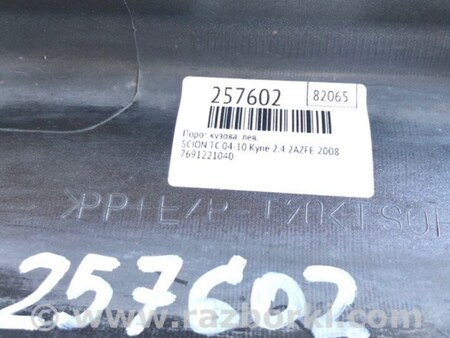 257602 82065
Порог кузова. лев.
SCION TC 04-10 Купе 2.4 2AZFE 2008
7691221040
>PP+E/P-T20<ISO1
257602
www.razborki.com